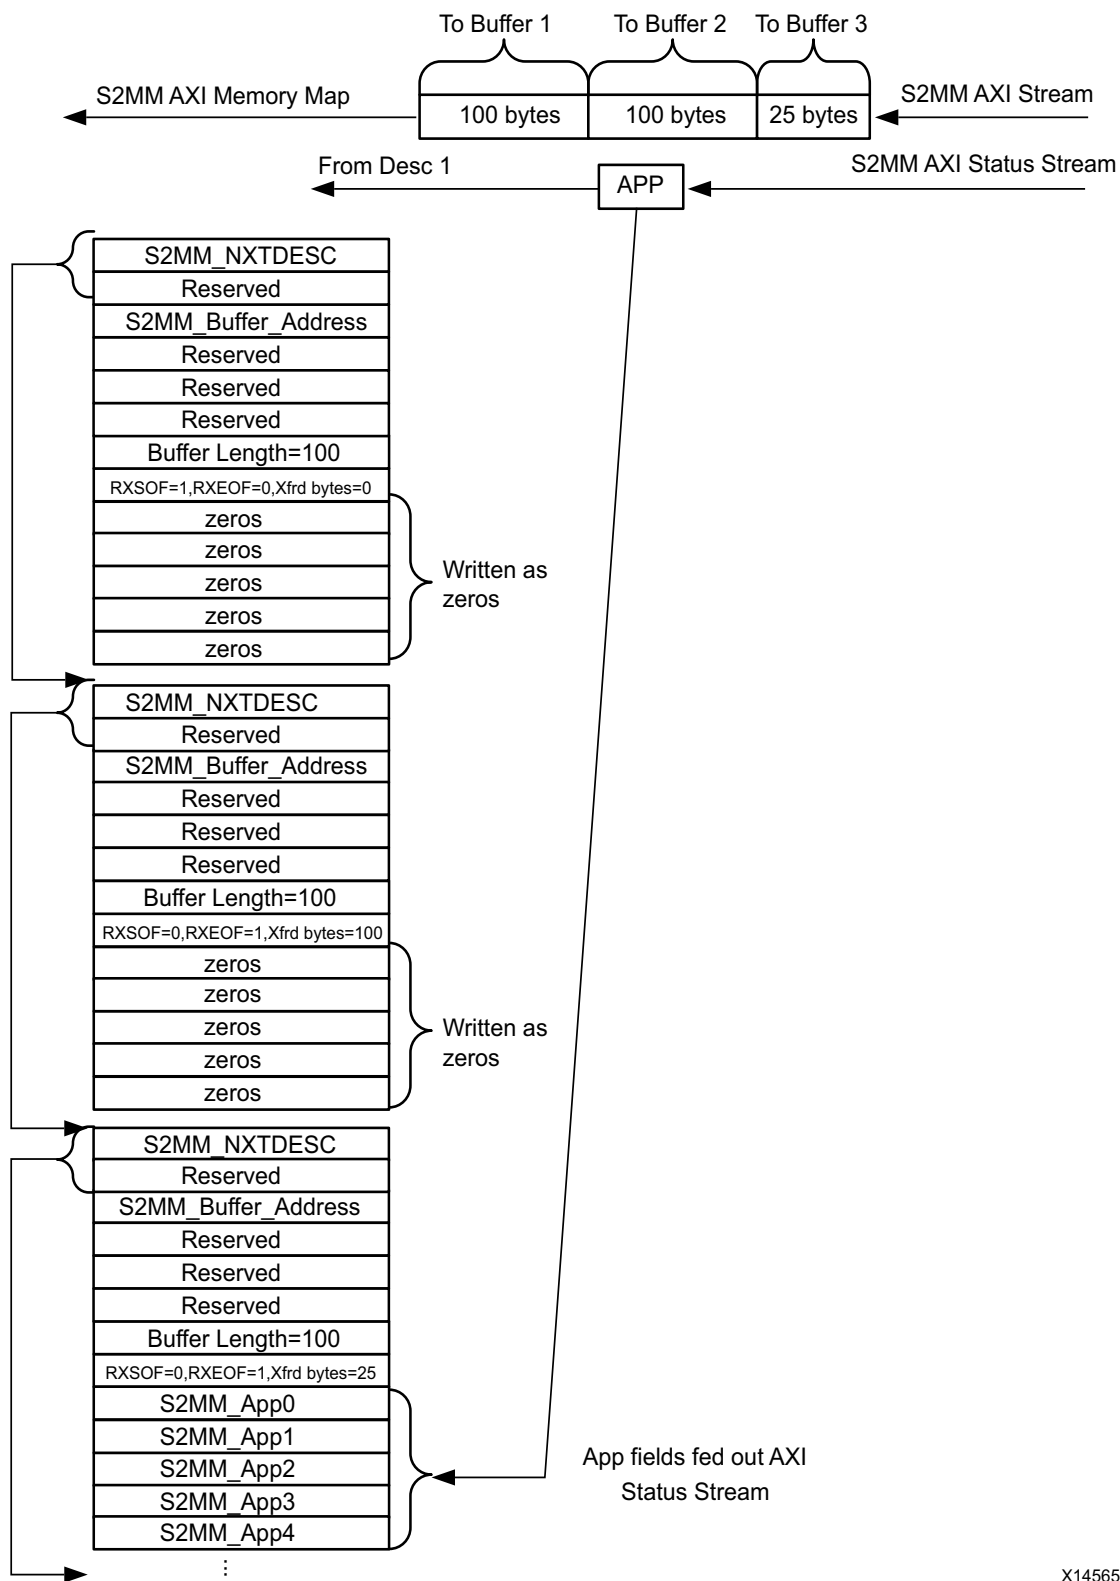 To Buffer 1 To Buffer 2 To Buffer 3
S2MM AXI Memory Map
100 bytes 100 bytes 25 bytes
S2MM AXI Stream
From Desc 1
APP
S2MM AXI Status Stream
S2MM_NXTDESC
Reserved
S2MM_Buffer_Address
Reserved
Reserved
Reserved
Buffer Length=100
RXSOF=1,RXEOF=0,Xfrd bytes=0
zeros
zeros
zeros
zeros
zeros
Written as
zeros
S2MM_NXTDESC
Reserved
S2MM_Buffer_Address
Reserved
Reserved
Reserved
Buffer Length=100
RXSOF=0,RXEOF=1,Xfrd bytes=100
zeros
zeros
zeros
zeros
zeros
Written as
zeros
S2MM_NXTDESC
Reserved
S2MM_Buffer_Address
Reserved
Reserved
Reserved
Buffer Length=100
RXSOF=0,RXEOF=1,Xfrd bytes=25
S2MM_App0
S2MM_App1
S2MM_App2
S2MM_App3
S2MM_App4
App fields fed out AXI
Status Stream
⋮
X14565